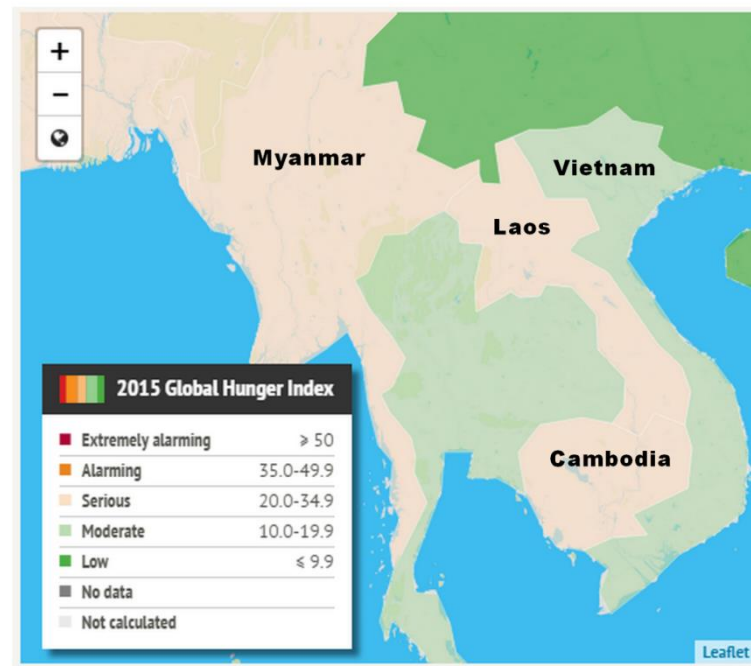 +
−
Myanmar
Vietnam
Laos
Cambodia
2015 Global Hunger Index
Extremely alarming ⩾ 50
Alarming 35.0-49.9
Serious 20.0-34.9
Moderate 10.0-19.9
Low ⩽ 9.9
No data
Not calculated
Leaflet